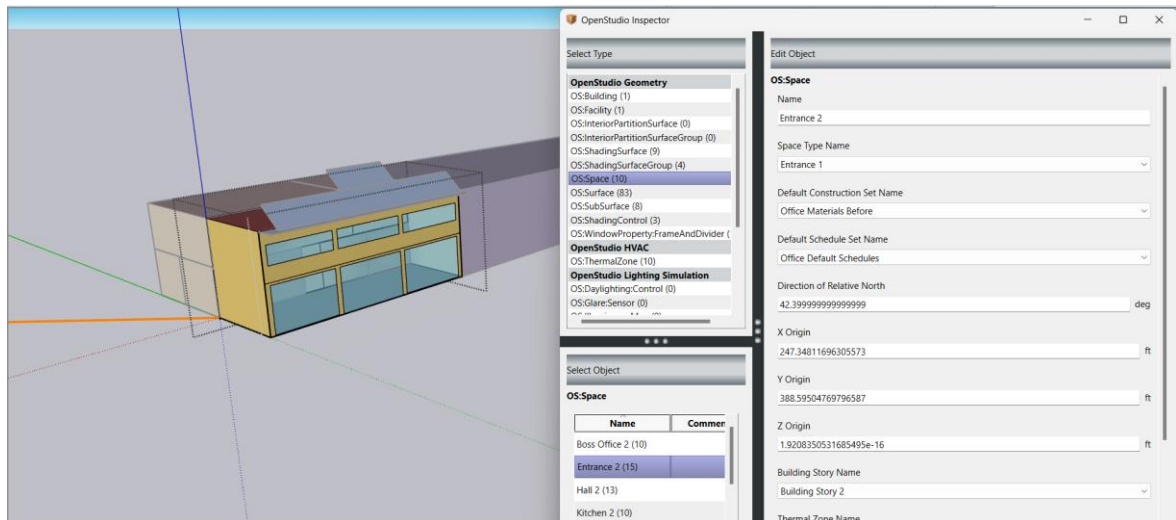 OpenStudio Inspector
Select Type
OpenStudio Geometry
OS:Building (1)
OS:Facility (1)
OS:InteriorPartitionSurface (0)
OS:InteriorPartitionSurfaceGroup (0)
OS:ShadingSurface (9)
OS:ShadingSurfaceGroup (4)
OS:Space (10)
OS:Surface (83)
OS:SubSurface (8)
OS:ShadingControl (3)
OS:WindowProperty:FrameAndDivider (
OpenStudio HVAC
OS:ThermalZone (10)
OpenStudio Lighting Simulation
OS:Daylighting:Control (0)
OS:Glare:Sensor (0)
Select Object
OS:Space
Name Commen
Boss Office 2 (10)
Entrance 2 (15)
Hall 2 (13)
Kitchen 2 (10)
Edit Object
OS:Space
Name
Entrance 2
Space Type Name
Entrance 1
Default Construction Set Name
Office Materials Before
Default Schedule Set Name
Office Default Schedules
Direction of Relative North
42.399999999999999 deg
X Origin
247.34811696305573 ft
Y Origin
388.59504769796587 ft
Z Origin
1.9208350531685495e-16 ft
Building Story Name
Building Story 2
Thermal Zone Name